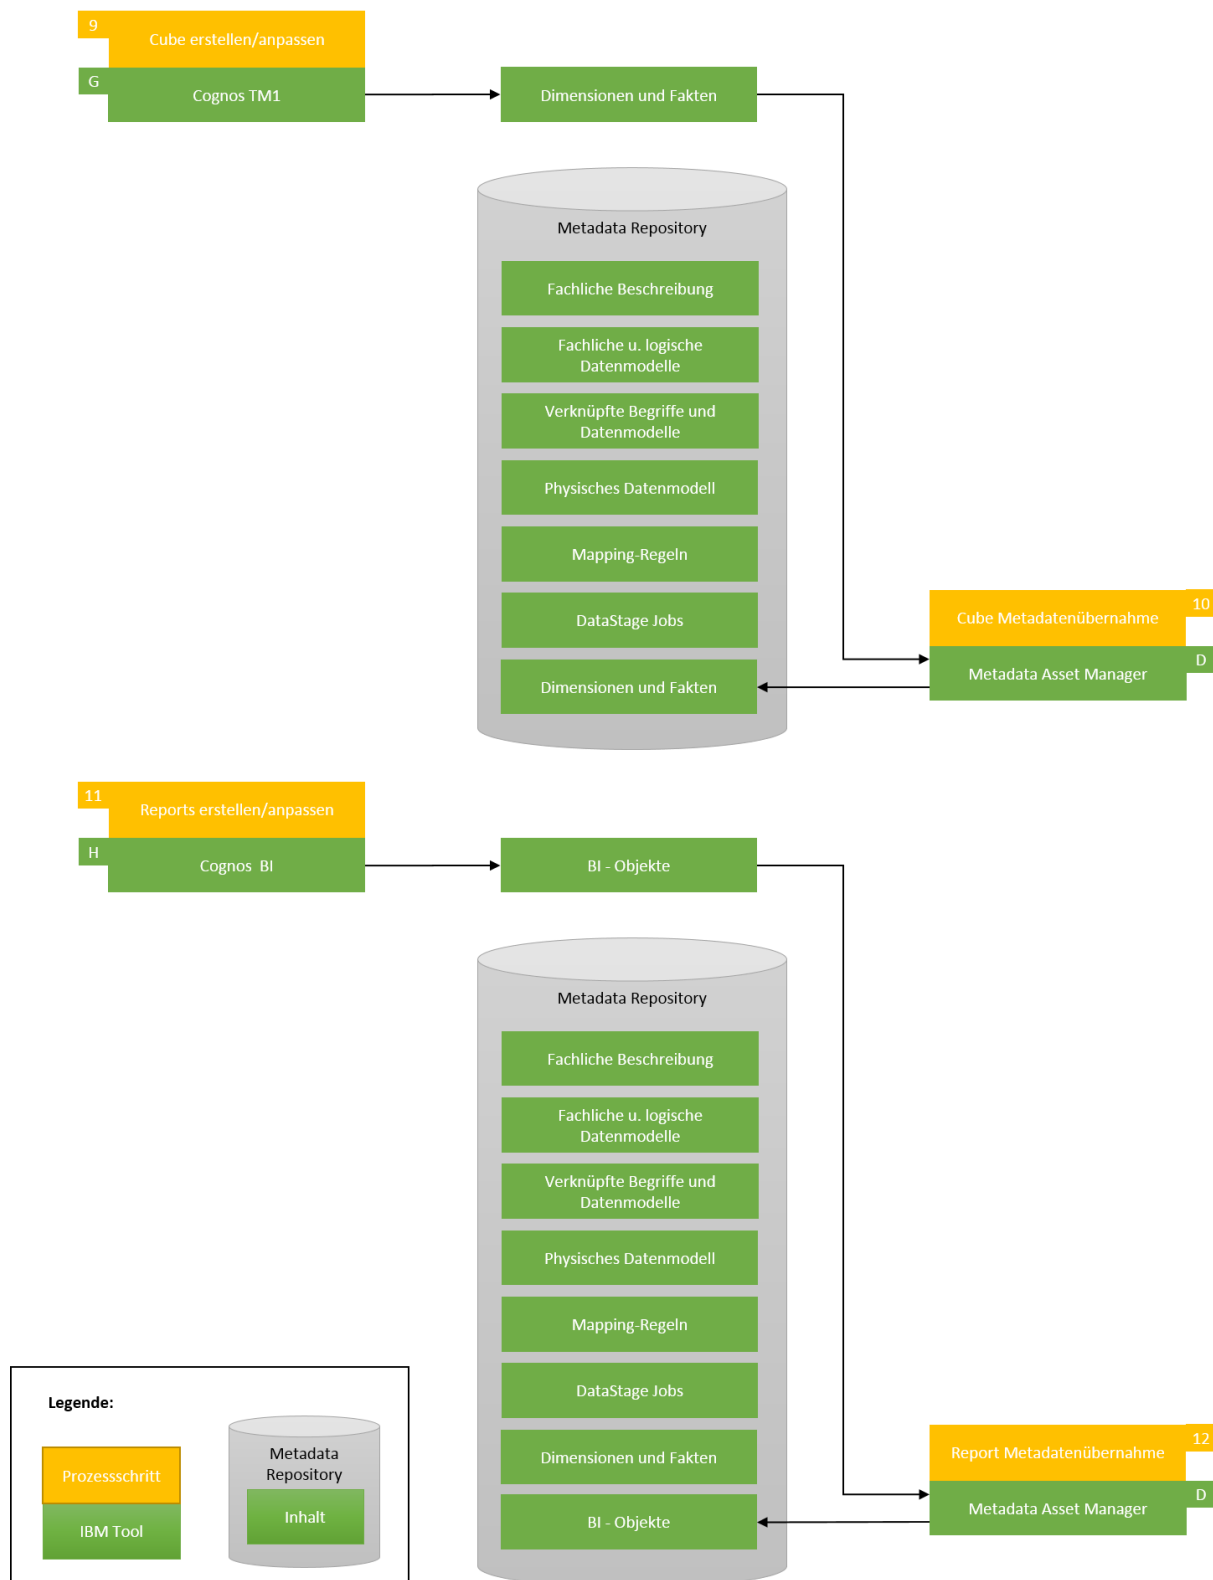 9
Cube erstellen/anpassen
G
Cognos TM1
Dimensionen und Fakten
Metadata Repository
Fachliche Beschreibung
Fachliche u. logische
Datenmodelle
Verknüpfte Begriffe und
Datenmodelle
Physisches Datenmodell
Mapping-Regeln
DataStage Jobs
Dimensionen und Fakten
10
Cube Metadatenübernahme
D
Metadata Asset Manager
11
Reports erstellen/anpassen
H
Cognos BI
BI - Objekte
Metadata Repository
Fachliche Beschreibung
Fachliche u. logische
Datenmodelle
Verknüpfte Begriffe und
Datenmodelle
Physisches Datenmodell
Mapping-Regeln
DataStage Jobs
Dimensionen und Fakten
BI - Objekte
12
Report Metadatenübernahme
D
Metadata Asset Manager
Legende:
Prozessschritt
IBM Tool
Metadata
Repository
Inhalt